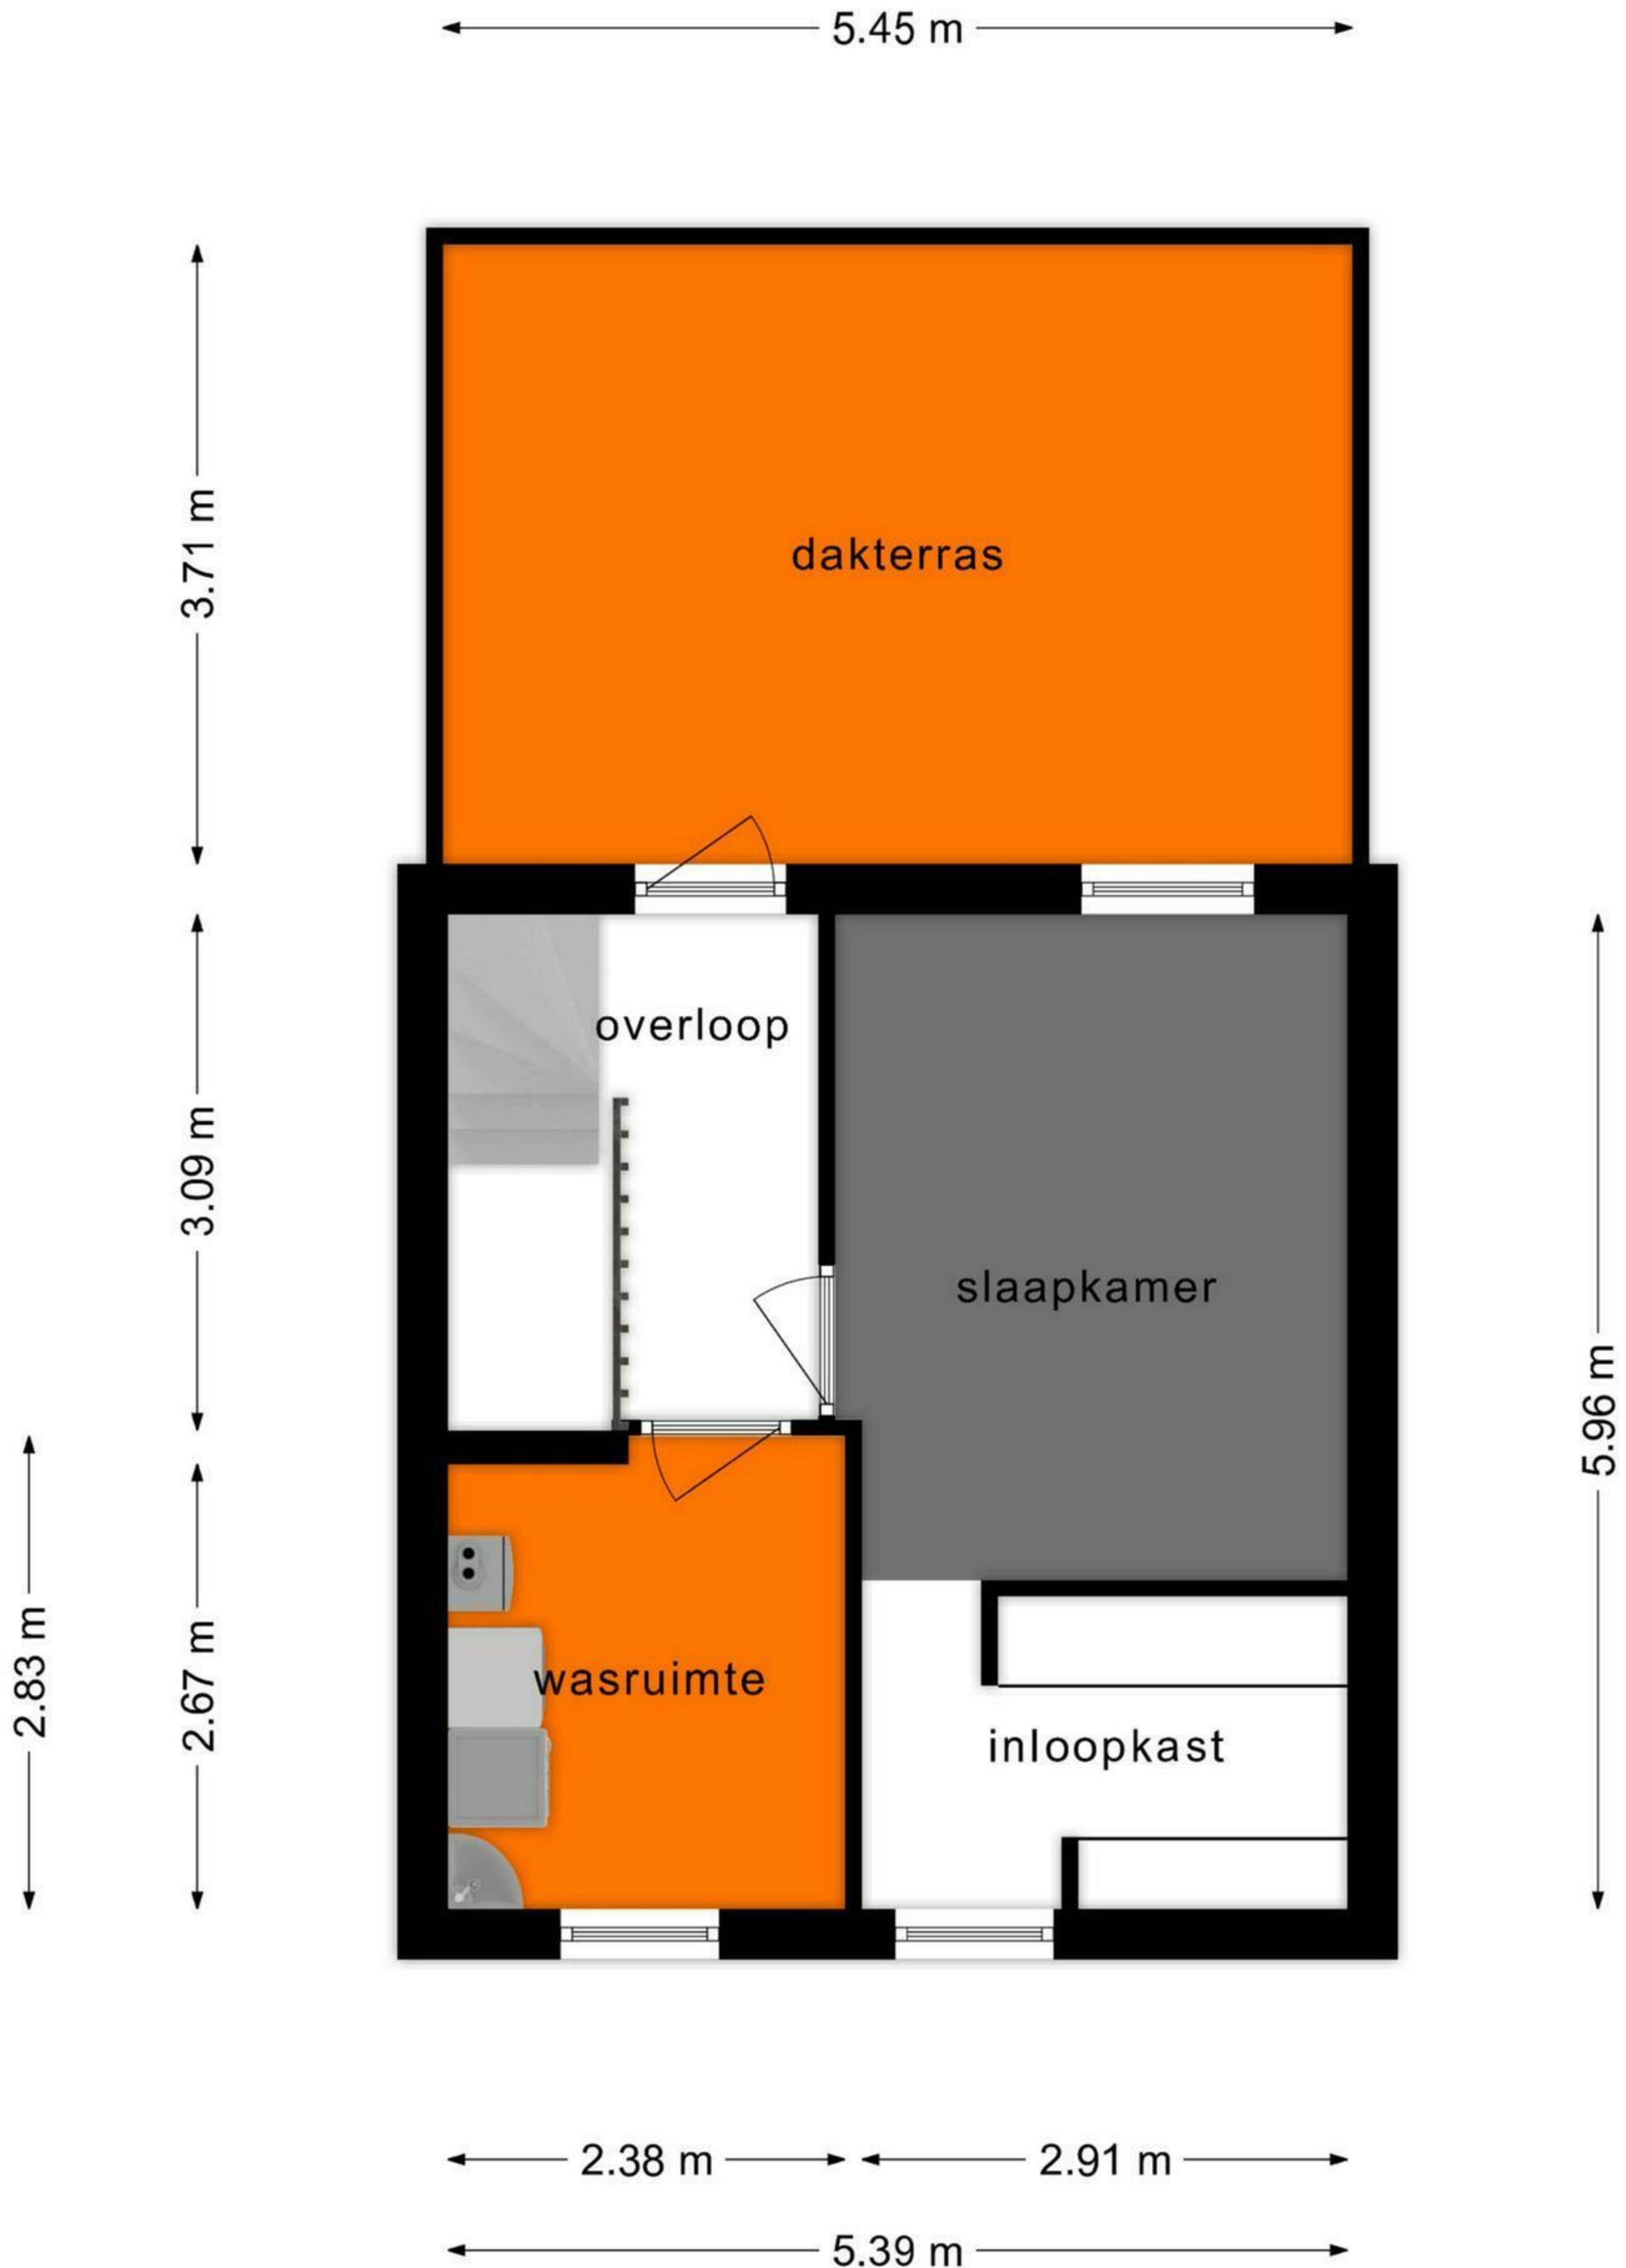 5.45 m
3.71 m
dakterras
overloop
3.09 m
slaapkamer
5.96 m
2.83 m
2.67 m
wasruimte
inloopkast
2.38 m
2.91 m
5.39 m